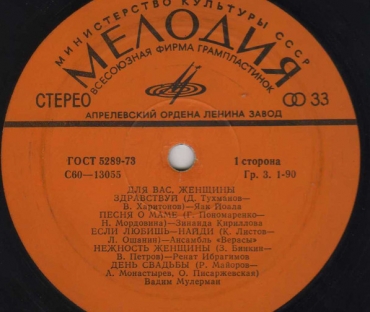 МИНИСТЕРСТВО КУЛЬТУРЫ СССР
МЕЛОДИЯ
ВСЕСОЮЗНАЯ ФИРМА ГРАМПЛАСТИНОК
СТЕРЕО
33
АПРЕЛЕВСКИЙ ОРДЕНА ЛЕНИНА ЗАВОД
ГОСТ 5289-73
1 сторона
С60—13055
Гр. 3. 1-90
ДЛЯ ВАС, ЖЕНЩИНЫ
ЗДРАВСТВУЙ (Д. Тухманов—
В. Харитонов)—Яак Йоала
ПЕСНЯ О МАМЕ (Г. Пономаренко—
Н. Мордовина)—Зинаида Кириллова
ЕСЛИ ЛЮБИШЬ—НАЙДИ (К. Листов—
Л. Ошанин)—Ансамбль «Верасы»
НЕЖНОСТЬ ЖЕНЩИНЫ (З. Бинкин—
В. Петров)—Ренат Ибрагимов
ДЕНЬ СВАДЬБЫ (Р. Майоров—
А. Монастырев, О. Писаржевская)—
Вадим Мулерман